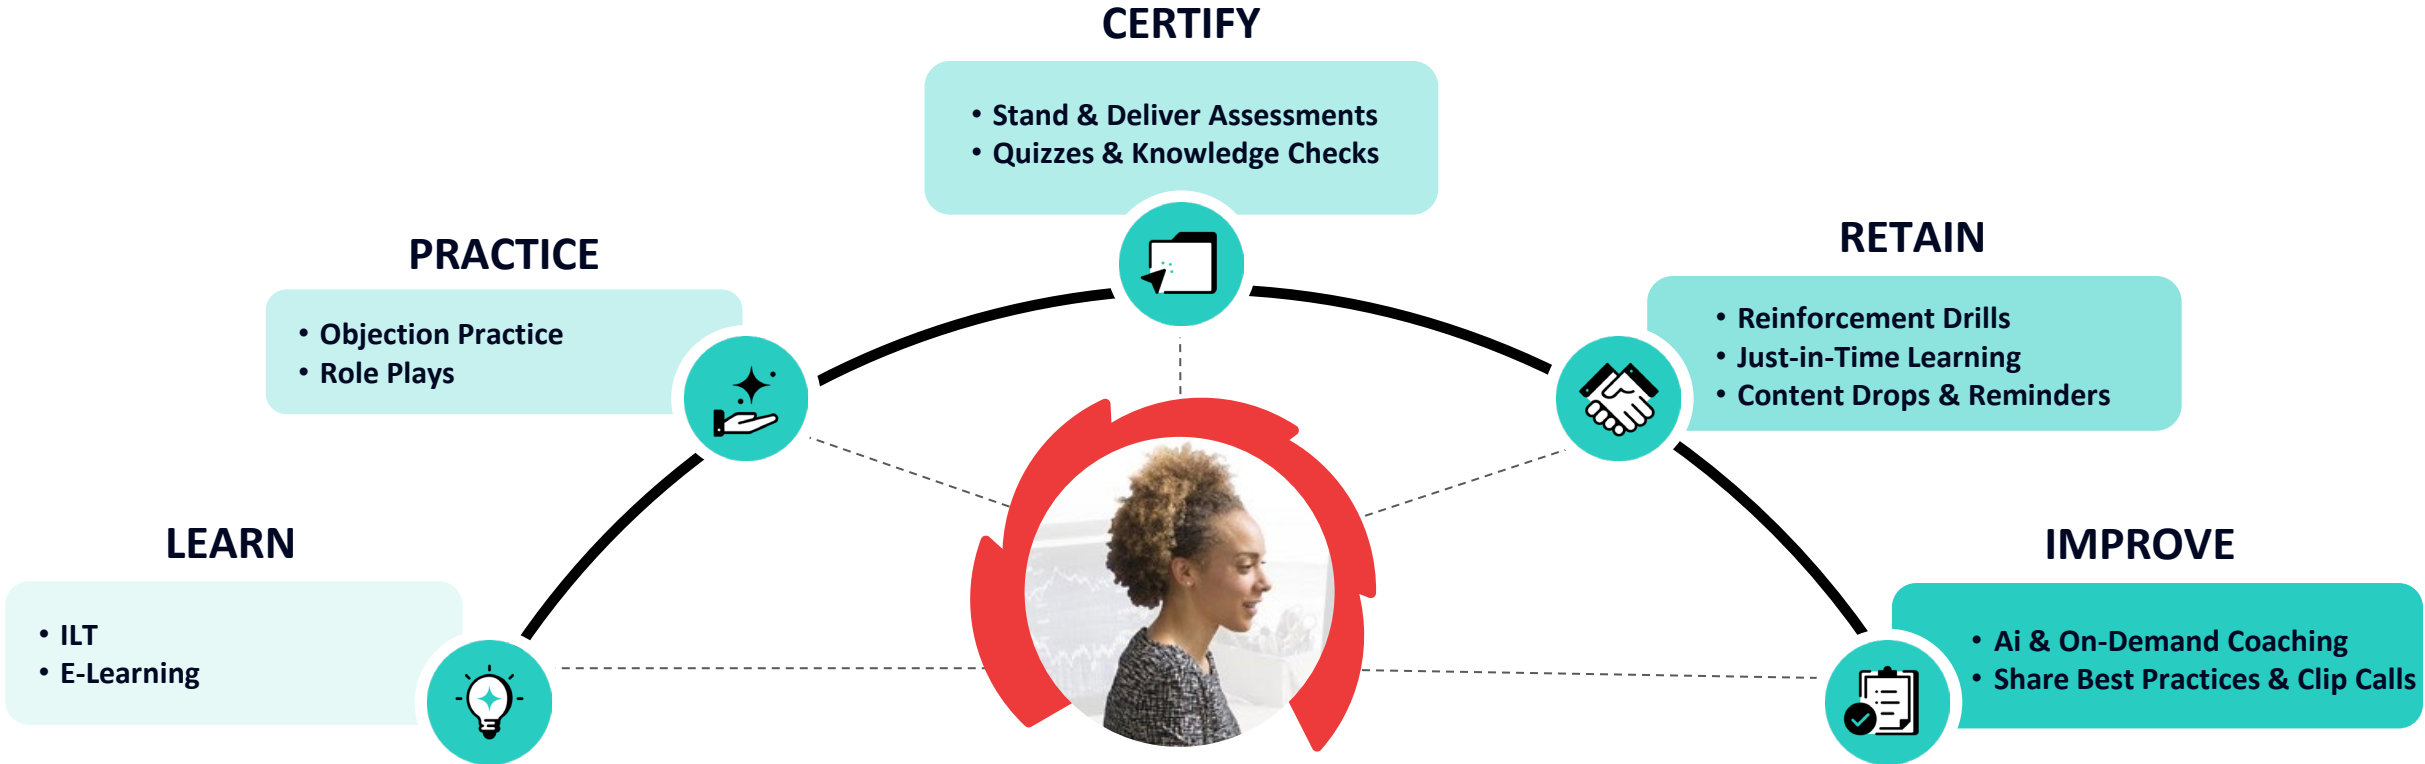 CERTIFY
• Stand & Deliver Assessments
• Quizzes & Knowledge Checks
PRACTICE
• Objection Practice
• Role Plays
RETAIN
• Reinforcement Drills
• Just-in-Time Learning
• Content Drops & Reminders
LEARN
• ILT
• E-Learning
IMPROVE
• Ai & On-Demand Coaching
• Share Best Practices & Clip Calls